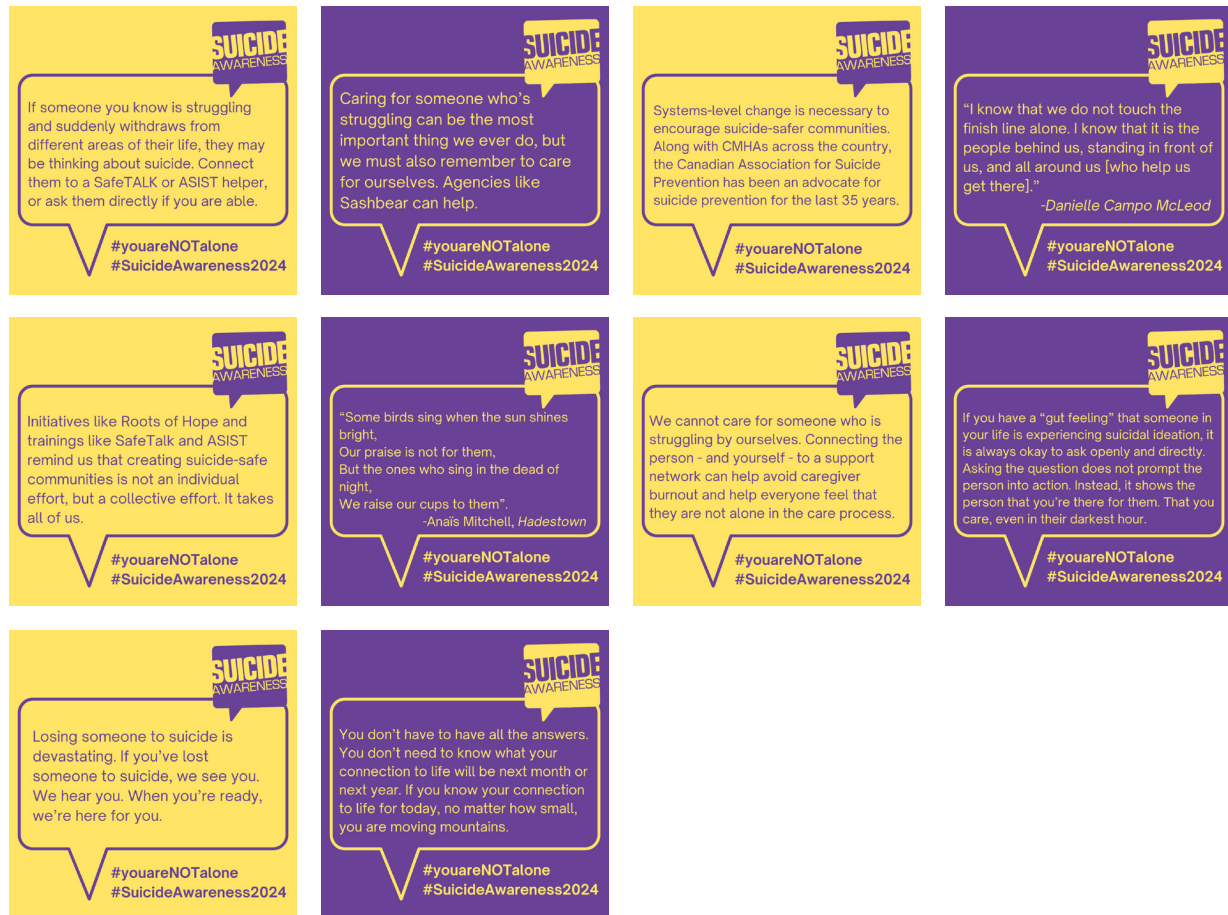 SUICIDE
AWARENESS
If someone you know is struggling
and suddenly withdraws from
different areas of their life, they may
be thinking about suicide. Connect
them to a SafeTALK or ASIST helper,
or ask them directly if you are able.
#youareNOTalone
#SuicideAwareness2024
SUICIDE
AWARENESS
Caring for someone who's
struggling can be the most
important thing we ever do, but
we must also remember to care
for ourselves. Agencies like
Sashbear can help.
#youareNOTalone
#SuicideAwareness2024
SUICIDE
AWARENESS
Systems-level change is necessary to
encourage suicide-safer communities.
Along with CMHAs across the country,
the Canadian Association for Suicide
Prevention has been an advocate for
suicide prevention for the last 35 years.
#youareNOTalone
#SuicideAwareness2024
SUICIDE
AWARENESS
“I know that we do not touch the
finish line alone. I know that it is the
people behind us, standing in front of
us, and all around us [who help us
get there].”
-Danielle Campo McLeod
#youareNOTalone
#SuicideAwareness2024
SUICIDE
AWARENESS
Initiatives like Roots of Hope and
trainings like SafeTalk and ASIST
remind us that creating suicide-safe
communities is not an individual
effort, but a collective effort. It takes
all of us.
#youareNOTalone
#SuicideAwareness2024
SUICIDE
AWARENESS
“Some birds sing when the sun shines
bright,
Our praise is not for them,
But the ones who sing in the dead of
night,
We raise our cups to them”.
-Anaïs Mitchell, Hadestown
#youareNOTalone
#SuicideAwareness2024
SUICIDE
AWARENESS
We cannot care for someone who is
struggling by ourselves. Connecting the
person - and yourself - to a support
network can help avoid caregiver
burnout and help everyone feel that
they are not alone in the care process.
#youareNOTalone
#SuicideAwareness2024
SUICIDE
AWARENESS
If you have a “gut feeling” that someone in
your life is experiencing suicidal ideation, it
is always okay to ask openly and directly.
Asking the question does not prompt the
person into action. Instead, it shows the
person that you're there for them. That you
care, even in their darkest hour.
#youareNOTalone
#SuicideAwareness2024
SUICIDE
AWARENESS
Losing someone to suicide is
devastating. If you've lost
someone to suicide, we see you.
We hear you. When you're ready,
we're here for you.
#youareNOTalone
#SuicideAwareness2024
SUICIDE
AWARENESS
You don't have to have all the answers.
You don't need to know what your
connection to life will be next month or
next year. If you know your connection
to life for today, no matter how small,
you are moving mountains.
#youareNOTalone
#SuicideAwareness2024